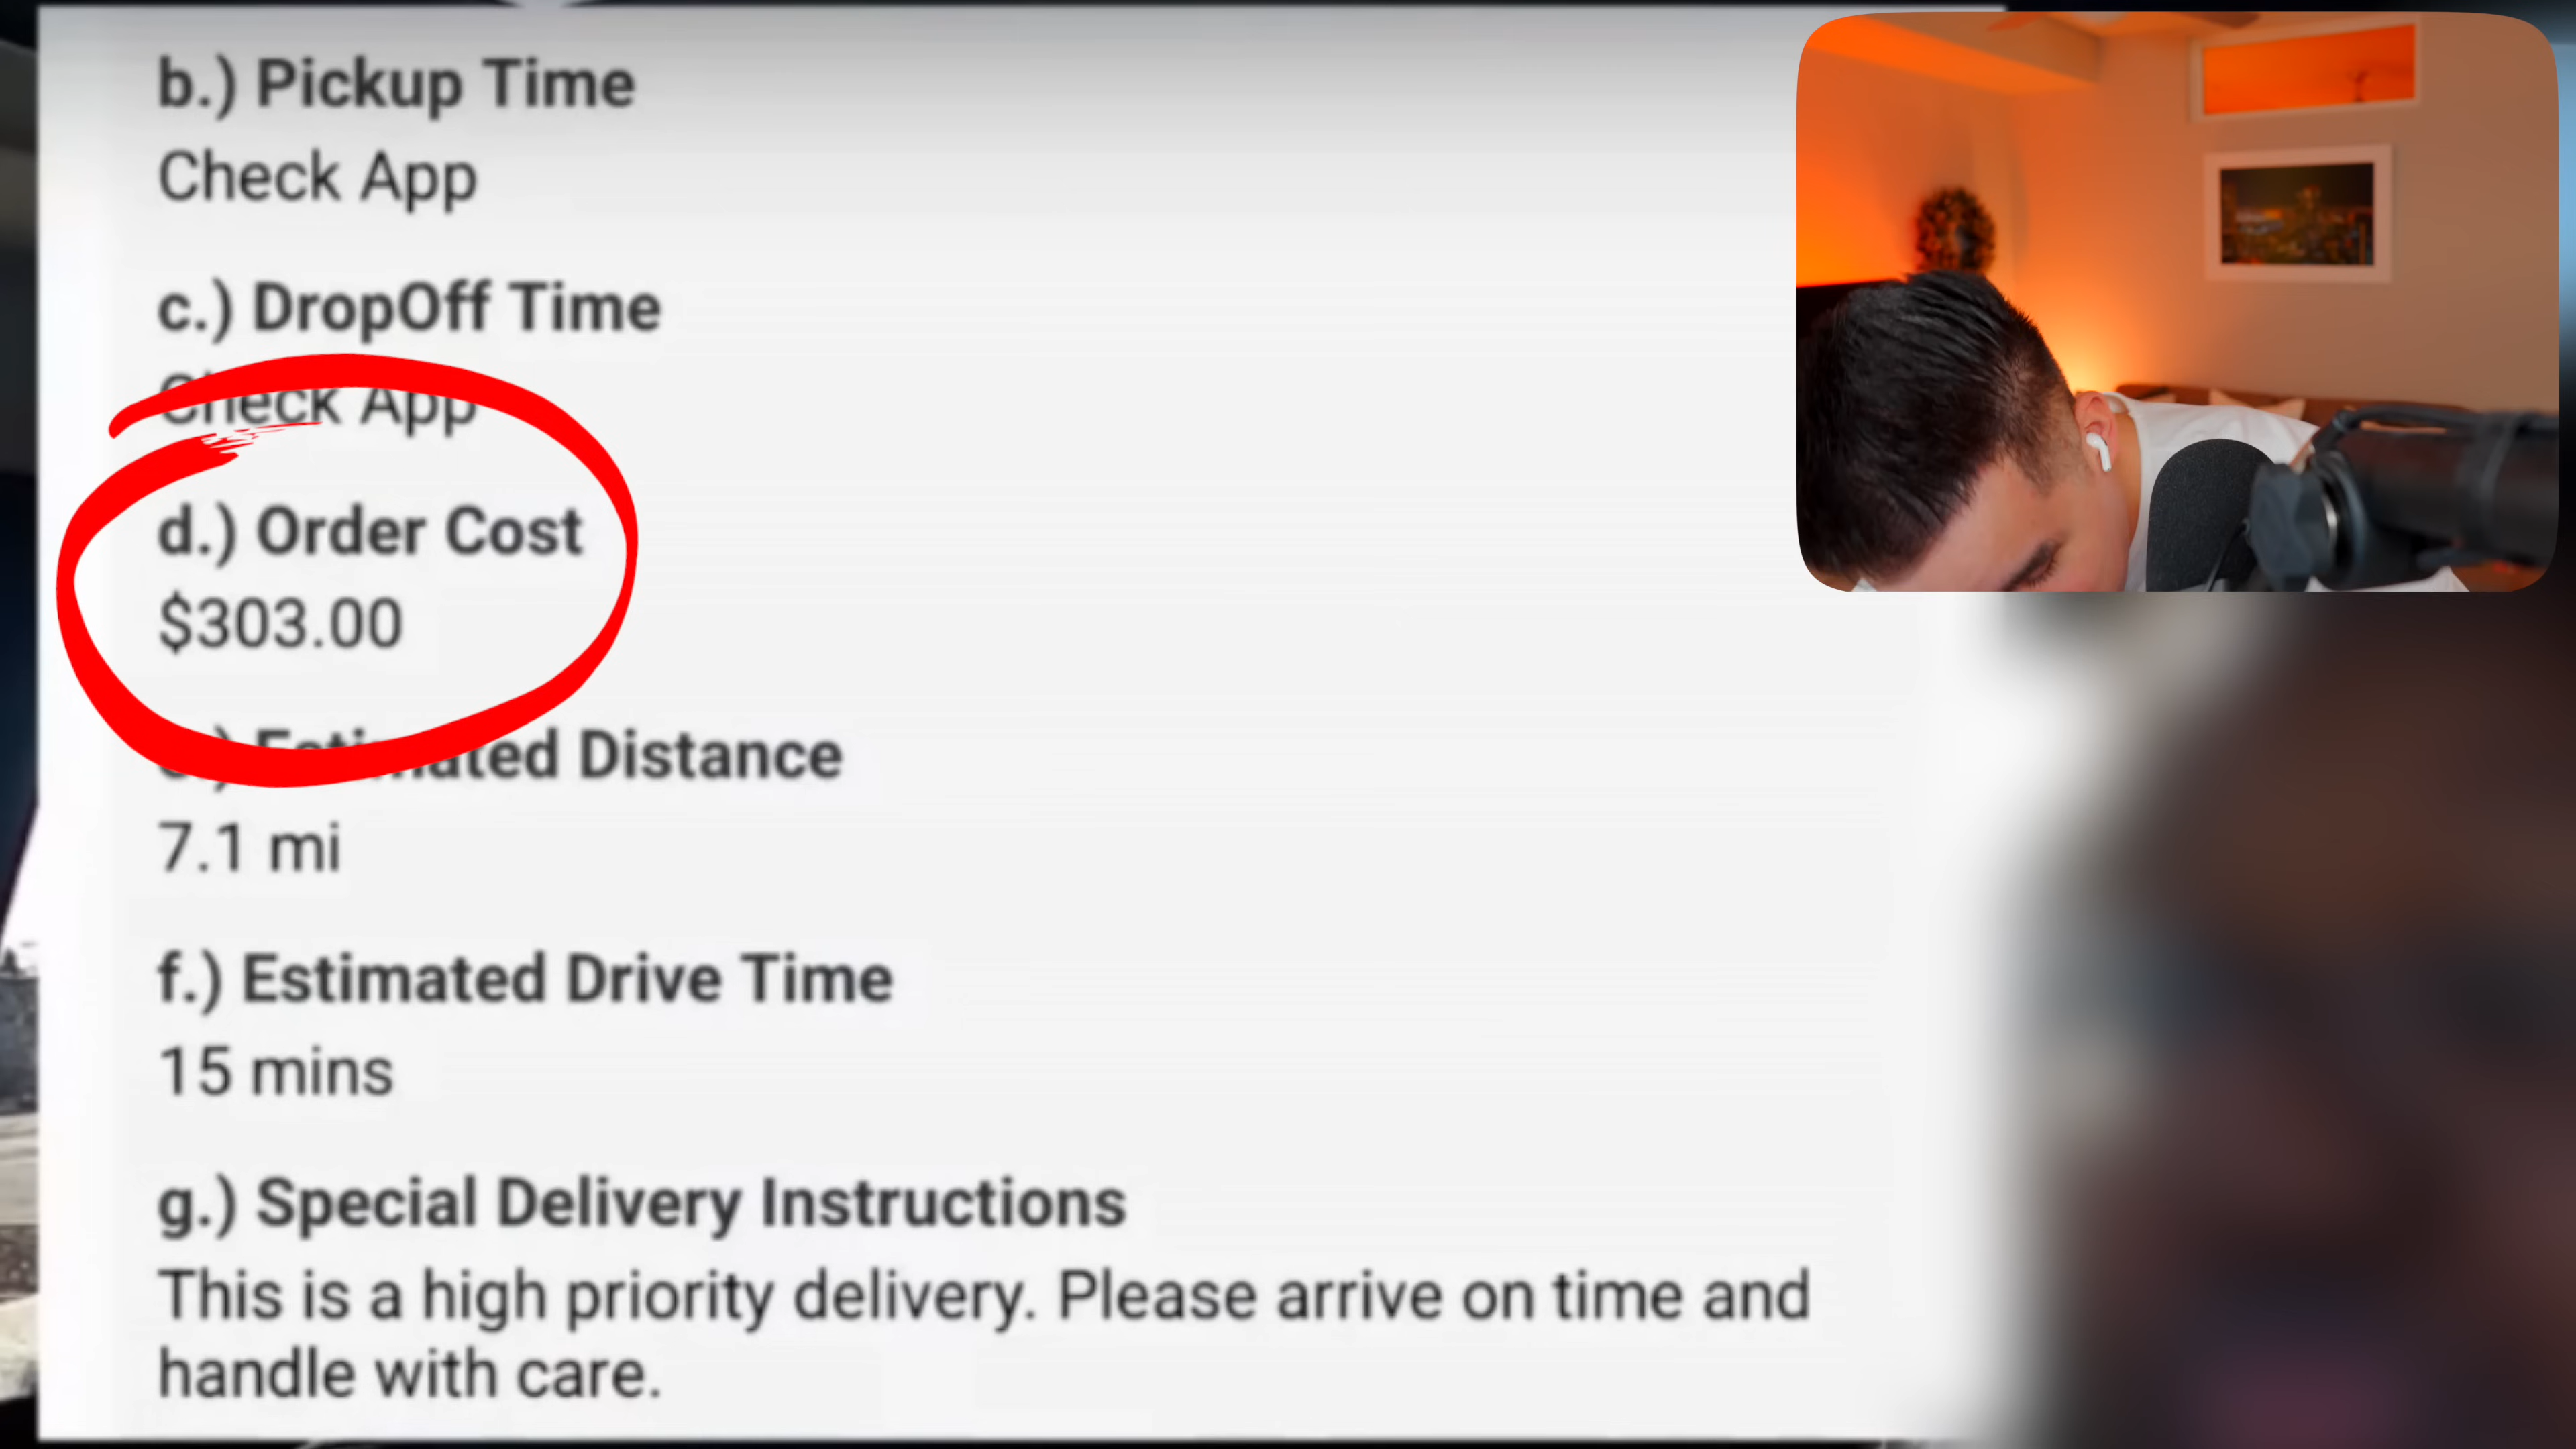 b.) Pickup Time
Check App
c.) DropOff Time
Check App
d.) Order Cost
$303.00
e.) Estimated Distance
7.1 mi
f.) Estimated Drive Time
15 mins
g.) Special Delivery Instructions
This is a high priority delivery. Please arrive on time and
handle with care.